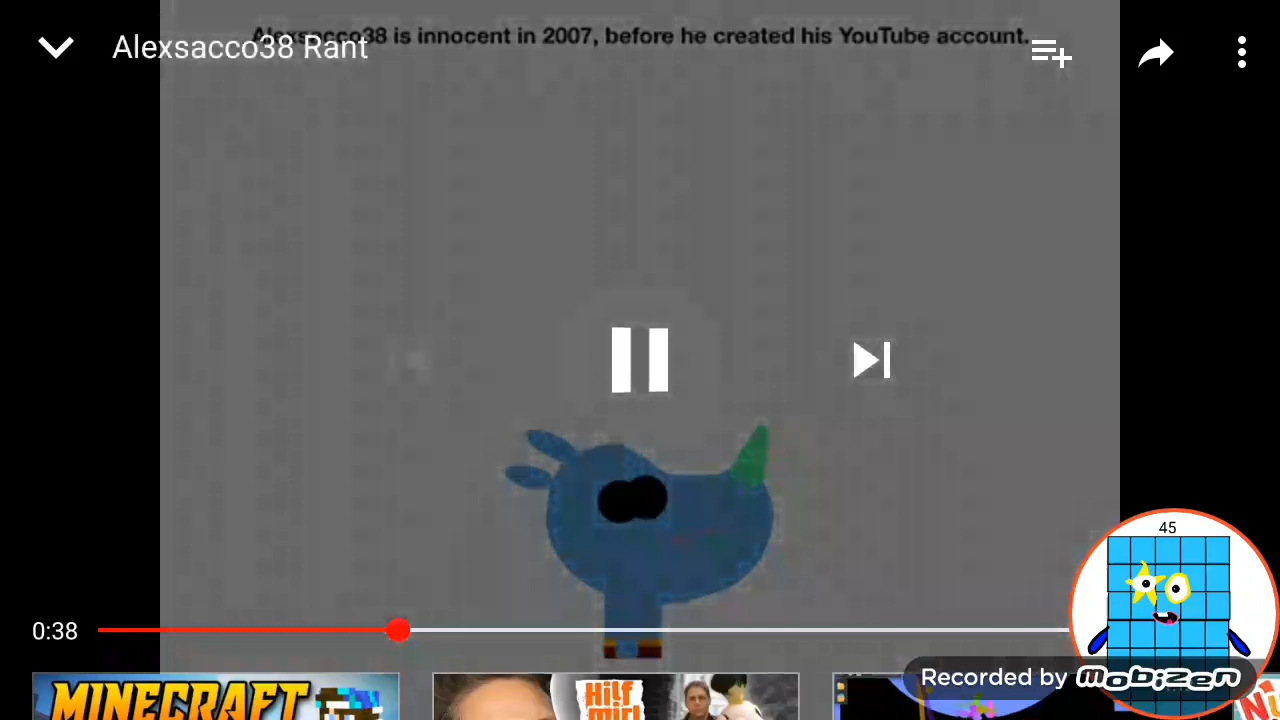 Alexsacco38 is innocent in 2007, before he created his YouTube account.
Alexsacco38 Rant
45
0:38
Recorded by mobizen
MINECRAFT
Hilf
mir!